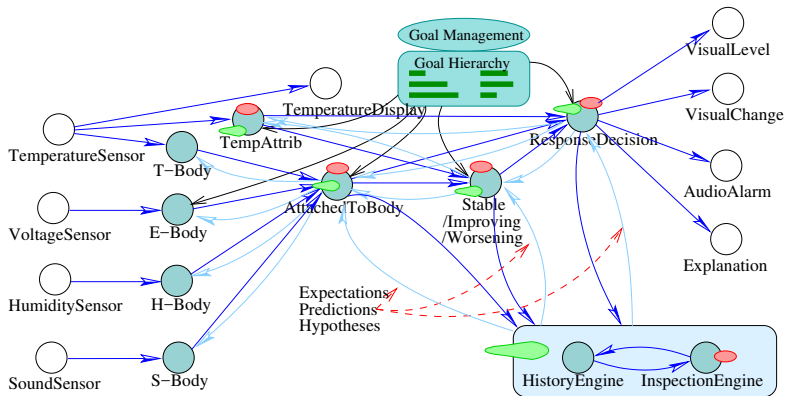 Goal Management
Goal Hierarchy
VisualLevel
TemperatureDisplay
VisualChange
TemperatureSensor
TempAttrib
ResponseDecision
T-Body
AudioAlarm
AttachedToBody
Stable
/Improving
/Worsening
VoltageSensor
E-Body
Explanation
HumiditySensor
H-Body
Expectations
Predictions
Hypotheses
SoundSensor
S-Body
HistoryEngine
InspectionEngine